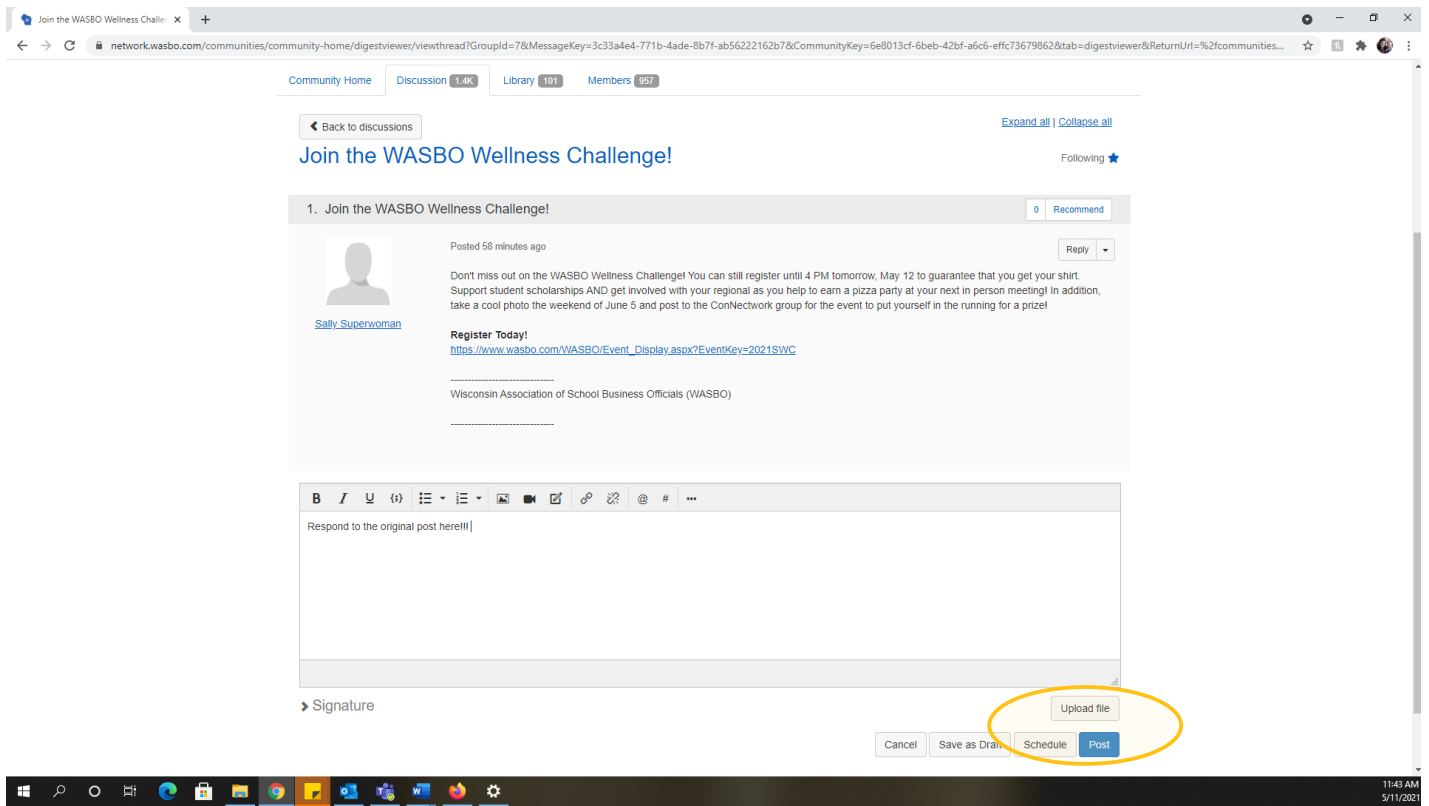 Join the WASBO Wellness Challe
network.wasbo.com/communities/community-home/digestviewer/viewthread?GroupId=7&MessageKey=3c33a4e4-771b-4ade-8b7f-ab56222162b7&CommunityKey=6e8013cf-6beb-42bf-a6c6-effc73679862&tab=digestviewer&ReturnUrl=%2fcommunities...
Community Home Discussion 1.4K Library 101 Members 957
Back to discussions
Expand all | Collapse all
Join the WASBO Wellness Challenge!
Following
1. Join the WASBO Wellness Challenge!
0 Recommend
Posted 58 minutes ago
Reply
Don't miss out on the WASBO Wellness Challenge! You can still register until 4 PM tomorrow, May 12 to guarantee that you get your shirt.
Support student scholarships AND get involved with your regional as you help to earn a pizza party at your next in person meeting! In addition,
take a cool photo the weekend of June 5 and post to the ConNectwork group for the event to put yourself in the running for a prize!
Sally Superwoman
Register Today!
https://www.wasbo.com/WASBO/Event_Display.aspx?EventKey=2021SWC
------------------------------
Wisconsin Association of School Business Officials (WASBO)
------------------------------
B I U {;} @ # •••
Respond to the original post here!!!
Signature
Upload file
Cancel Save as Draft Schedule Post
11:43 AM
5/11/2021